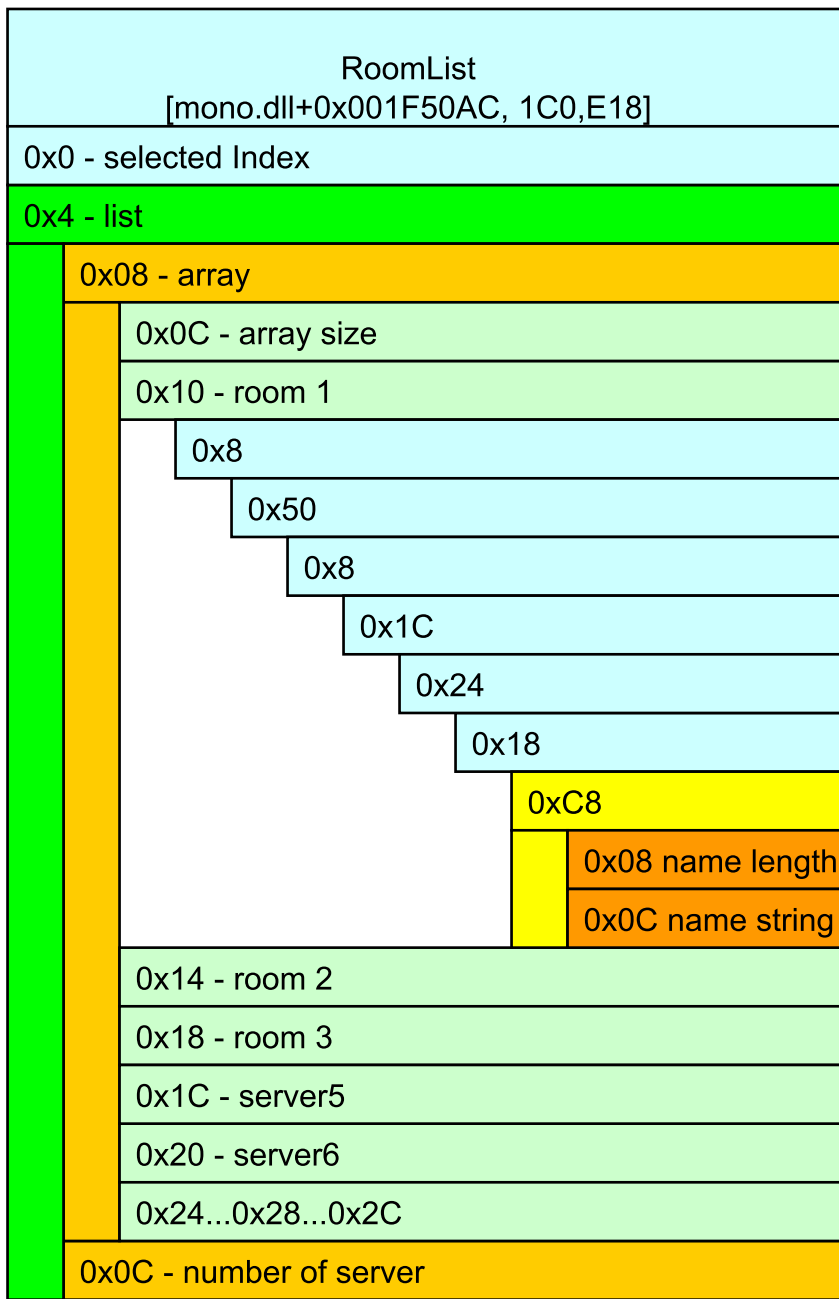 RoomList
[mono.dll+0x001F50AC, 1C0,E18]
0x0 - selected Index
0x4 - list
0x08 - array
0x0C - array size
0x10 - room 1
0x8
0x50
0x8
0x1C
0x24
0x18
0xC8
0x08 name length
0x0C name string
0x14 - room 2
0x18 - room 3
0x1C - server5
0x20 - server6
0x24...0x28...0x2C
0x0C - number of server